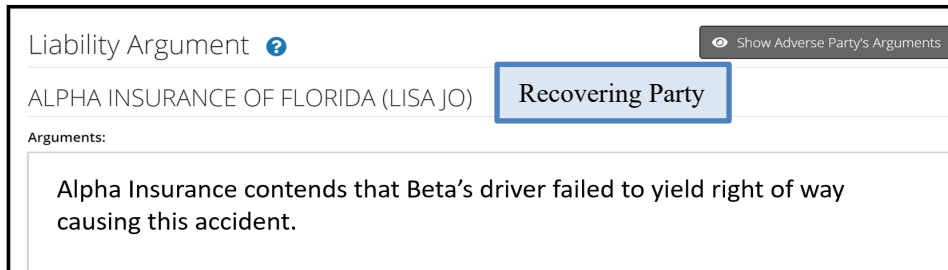 Liability Argument
Show Adverse Party's Arguments
ALPHA INSURANCE OF FLORIDA (LISA JO)
Recovering Party
Arguments:
Alpha Insurance contends that Beta's driver failed to yield right of way
causing this accident.